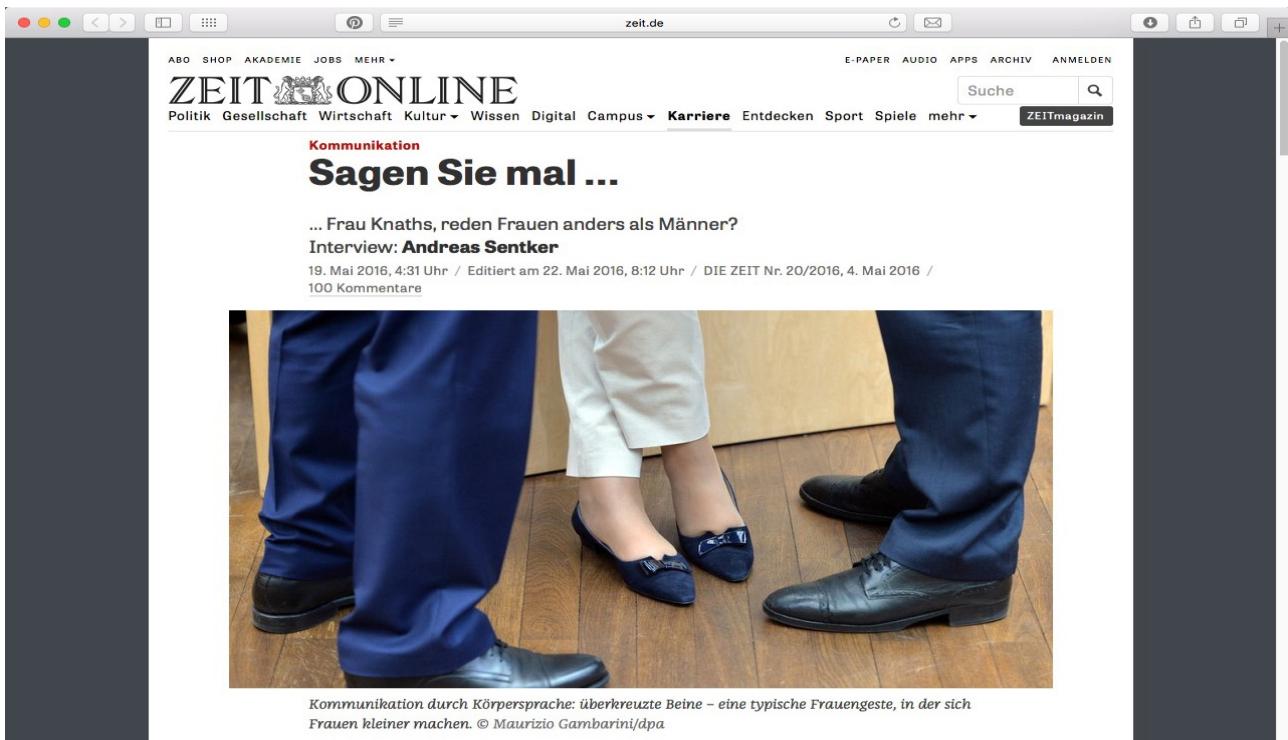 zeit.de
ABO SHOP AKADEMIE JOBS MEHR
E-PAPER AUDIO APPS ARCHIV ANMELDEN
ZEIT ONLINE
Suche
Politik Gesellschaft Wirtschaft Kultur Wissen Digital Campus Karriere Entdecken Sport Spiele mehr ZEITmagazin
Kommunikation
Sagen Sie mal ...
... Frau Knaths, reden Frauen anders als Männer?
Interview: Andreas Sentker
19. Mai 2016, 4:31 Uhr / Editiert am 22. Mai 2016, 8:12 Uhr / DIE ZEIT Nr. 20/2016, 4. Mai 2016 /
100 Kommentare
Kommunikation durch Körpersprache: überkreuzte Beine – eine typische Frauengeste, in der sich
Frauen kleiner machen. © Maurizio Gambarini/dpa